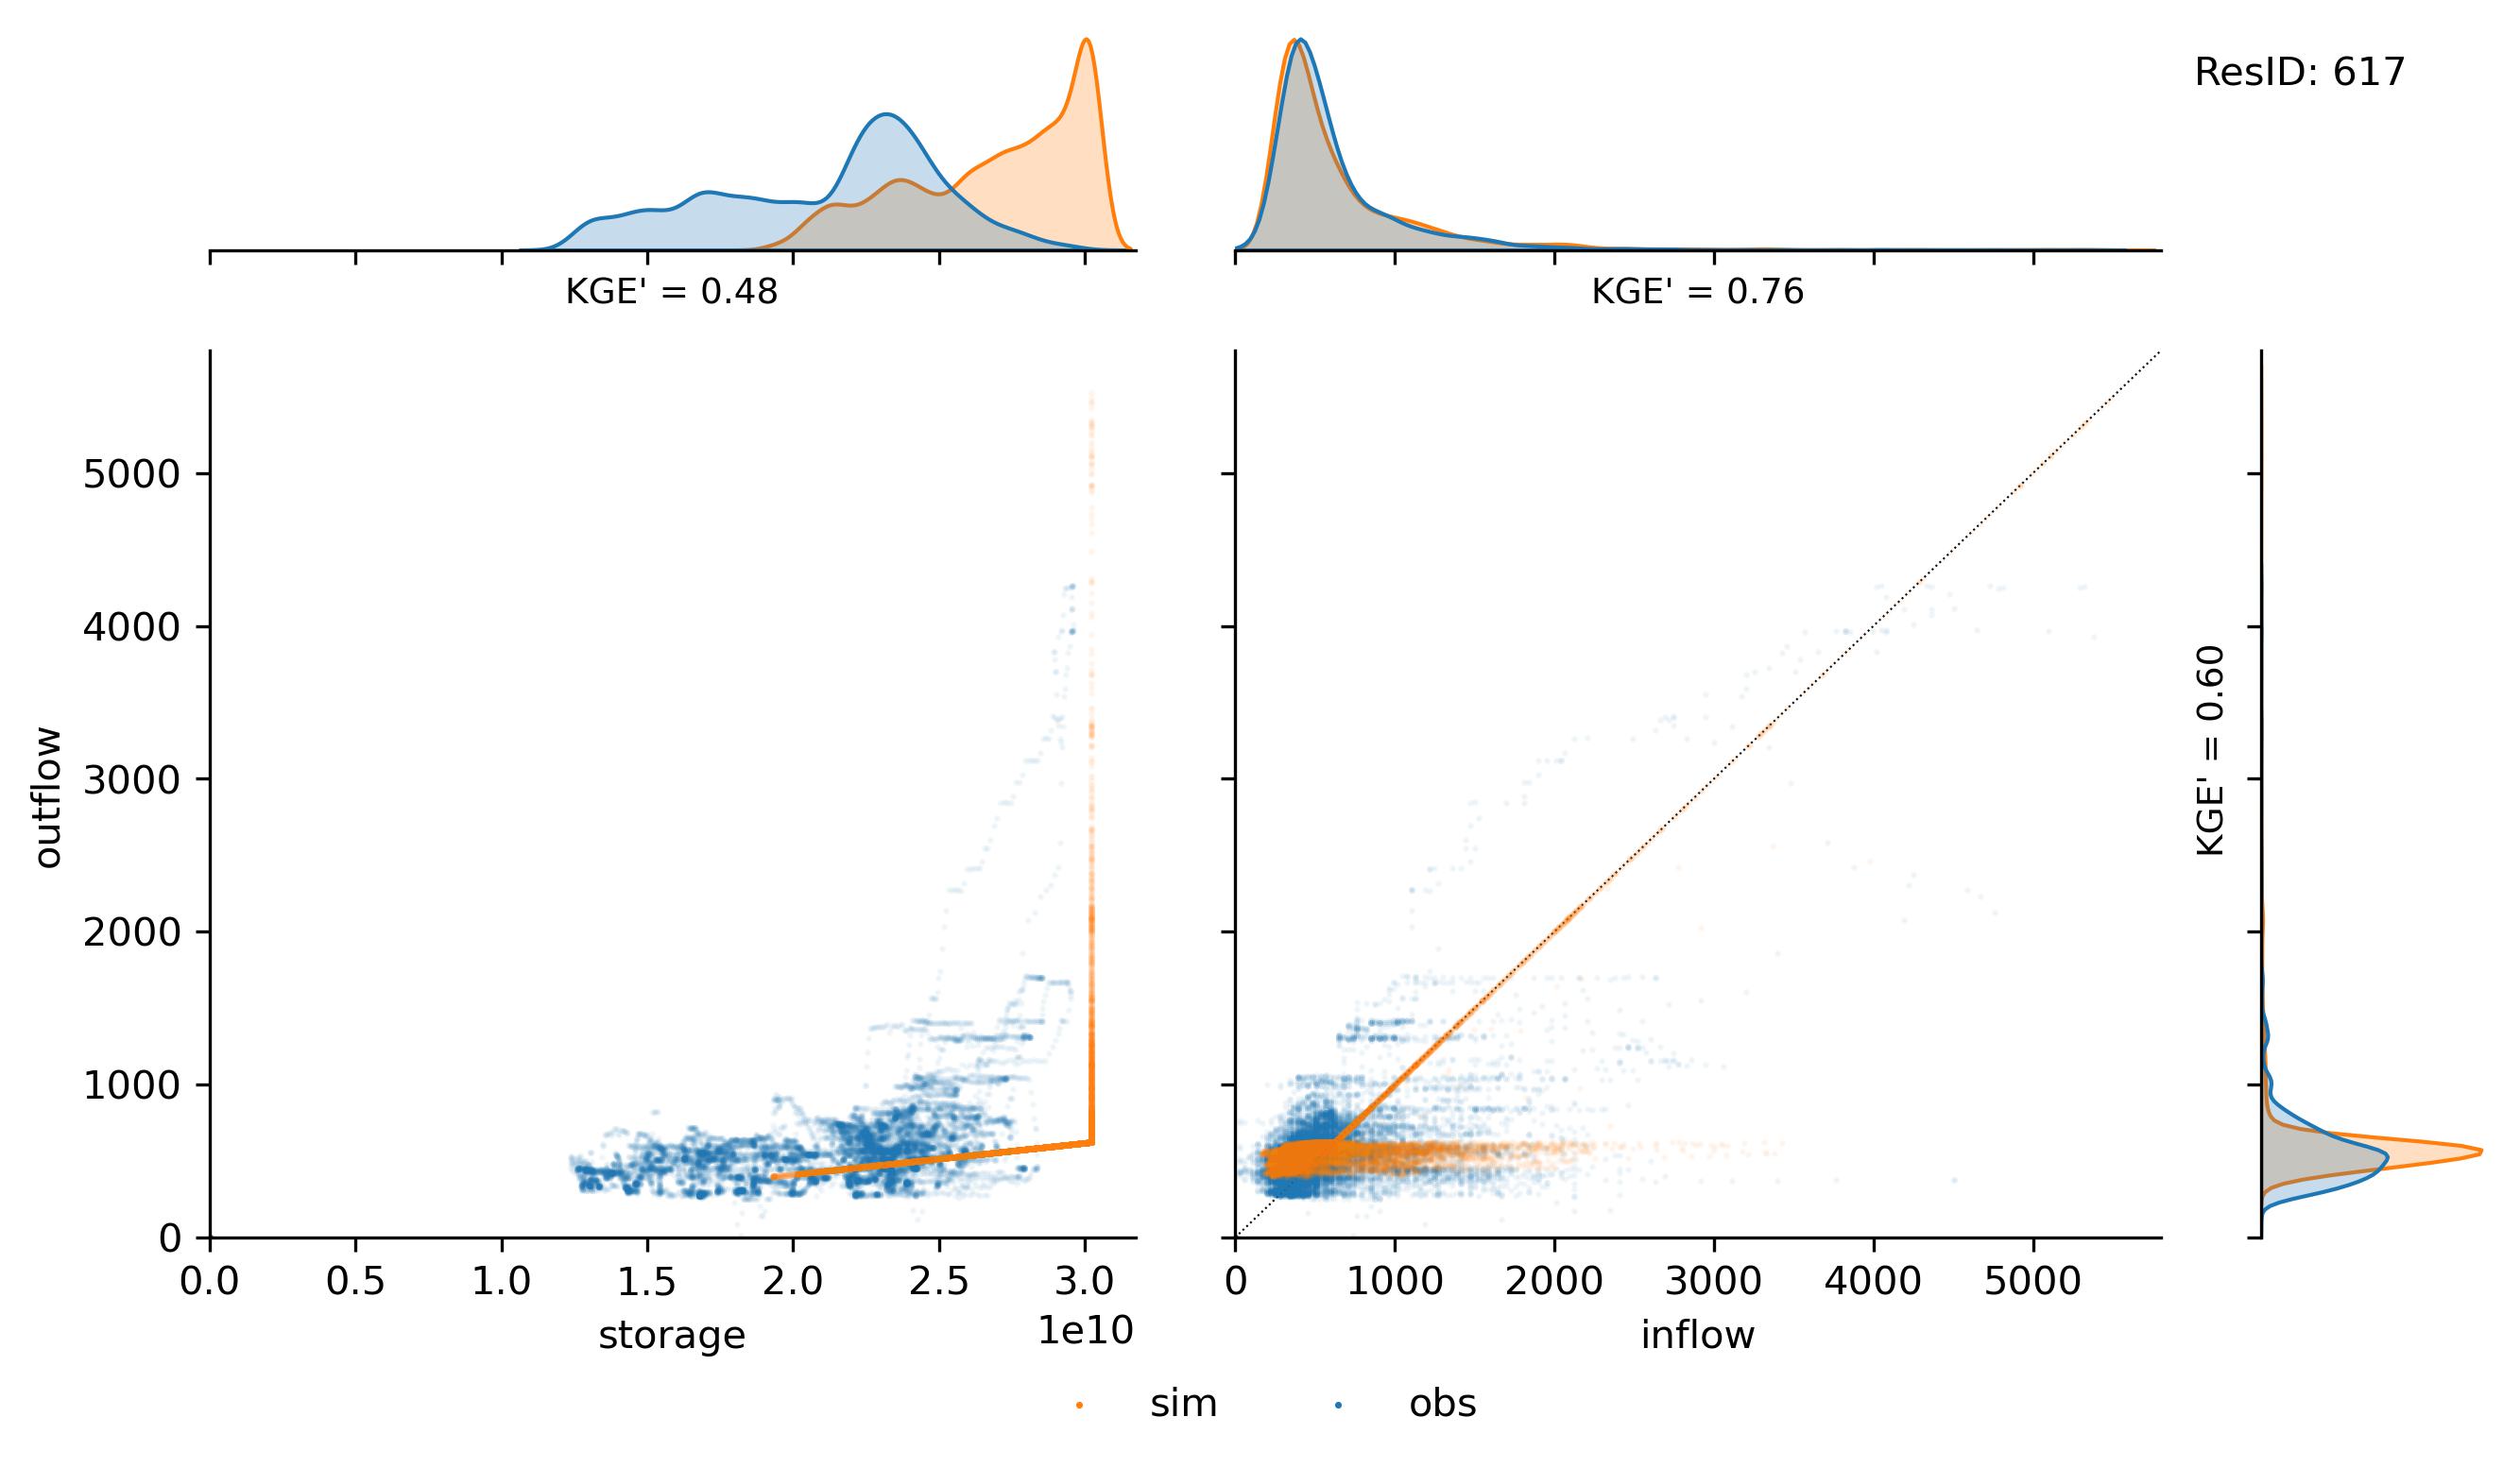 ResID: 617
KGE' = 0.48
KGE' = 0.76
outflow
5000
4000
3000
2000
1000
0
KGE' = 0.60
0.0 0.5 1.0 1.5 2.0 2.5 3.0
1e10
storage
0 1000 2000 3000 4000 5000
inflow
sim obs